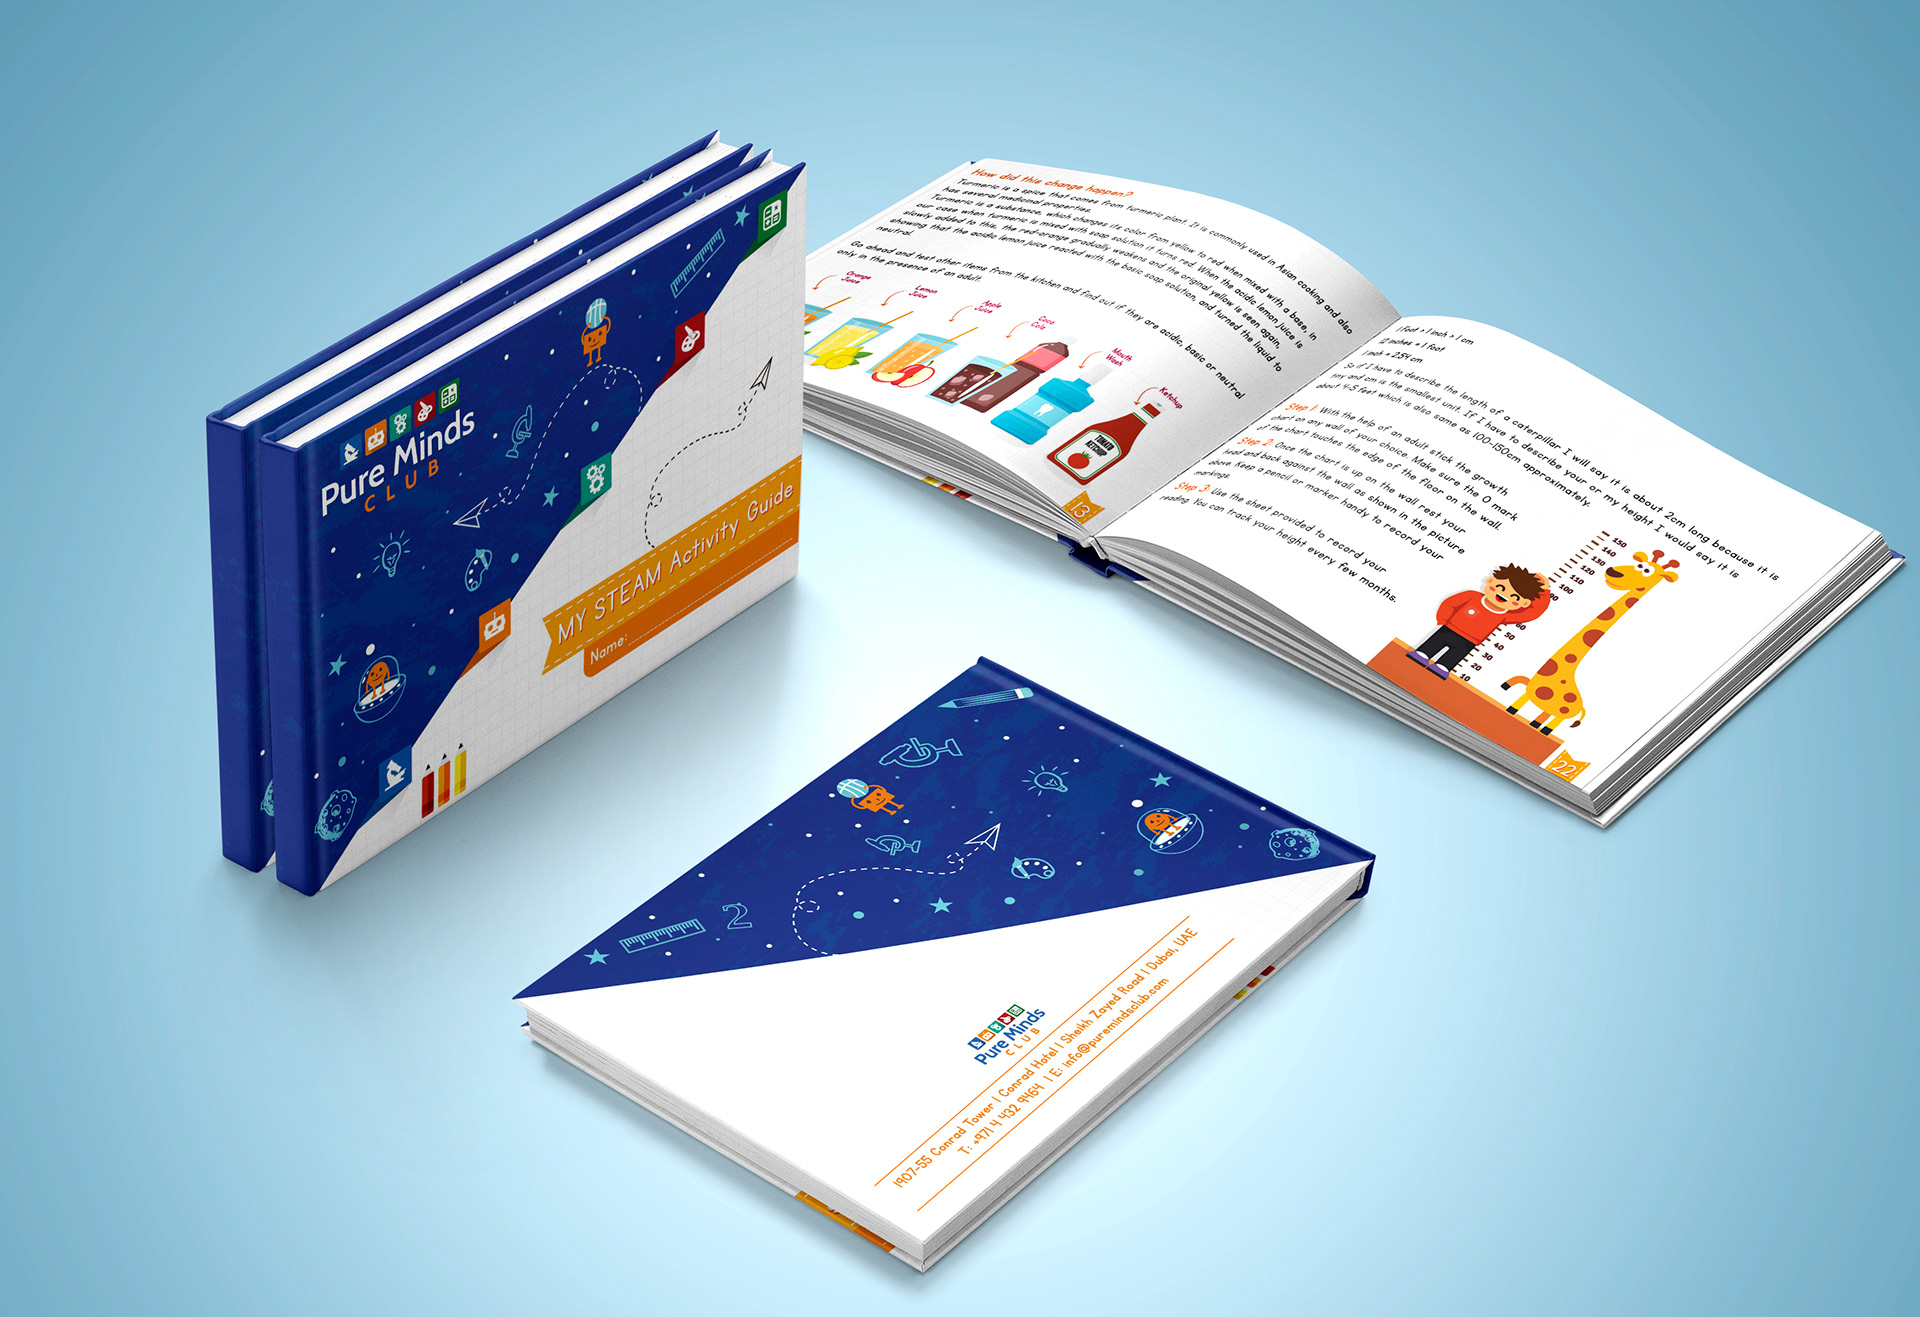 Pure Minds
CLUB
MY STEAM Activity Guide
Name:
How did this change happen?
Turmeric is a spice that comes from turmeric plant. It is commonly used in Asian cooking and also
has several medicinal properties.
Turmeric is a substance, which changes its color from yellow to red when mixed with a base, in
our case when turmeric is mixed with soap solution it turns red. When the acidic lemon juice is
slowly added to this, the red-orange gradually weakens and the original yellow is seen again,
showing that the acidic lemon juice reacted with the basic soap solution, and turned the liquid to
neutral.
Go ahead and test other items from the kitchen and find out if they are acidic, basic or neutral
only in the presence of an adult.
Orange
Juice
Lemon
Juice
Apple
Juice
Coca
Cola
Mouth
Wash
Ketchup
TOMATO
KETCHUP
13
1 foot > 1 inch > 1 cm
12 inches = 1 foot
1 inch = 2.54 cm
So if I have to describe the length of a caterpillar I will say it is about 2cm long because it is
tiny and cm is the smallest unit. If I have to describe your or my height I would say it is
about 4-5 feet which is also same as 100-150cm approximately.
Step 1: With the help of an adult stick the growth
chart on any wall of your choice. Make sure the 0 mark
of the chart touches the edge of the floor on the wall.
Step 2: Once the chart is up on the wall rest your
head and back against the wall as shown in the picture
above. Keep a pencil or marker handy to record your
markings.
Step 3: Use the sheet provided to record your
reading. You can track your height every few months.
150
140
130
120
110
100
90
60
50
40
30
20
10
22
2
Pure Minds
CLUB
1907-55 Conrad Tower | Conrad Hotel | Sheikh Zayed Road | Dubai, UAE
T: +971 4 432 9464 | E: info@puremindsclub.com